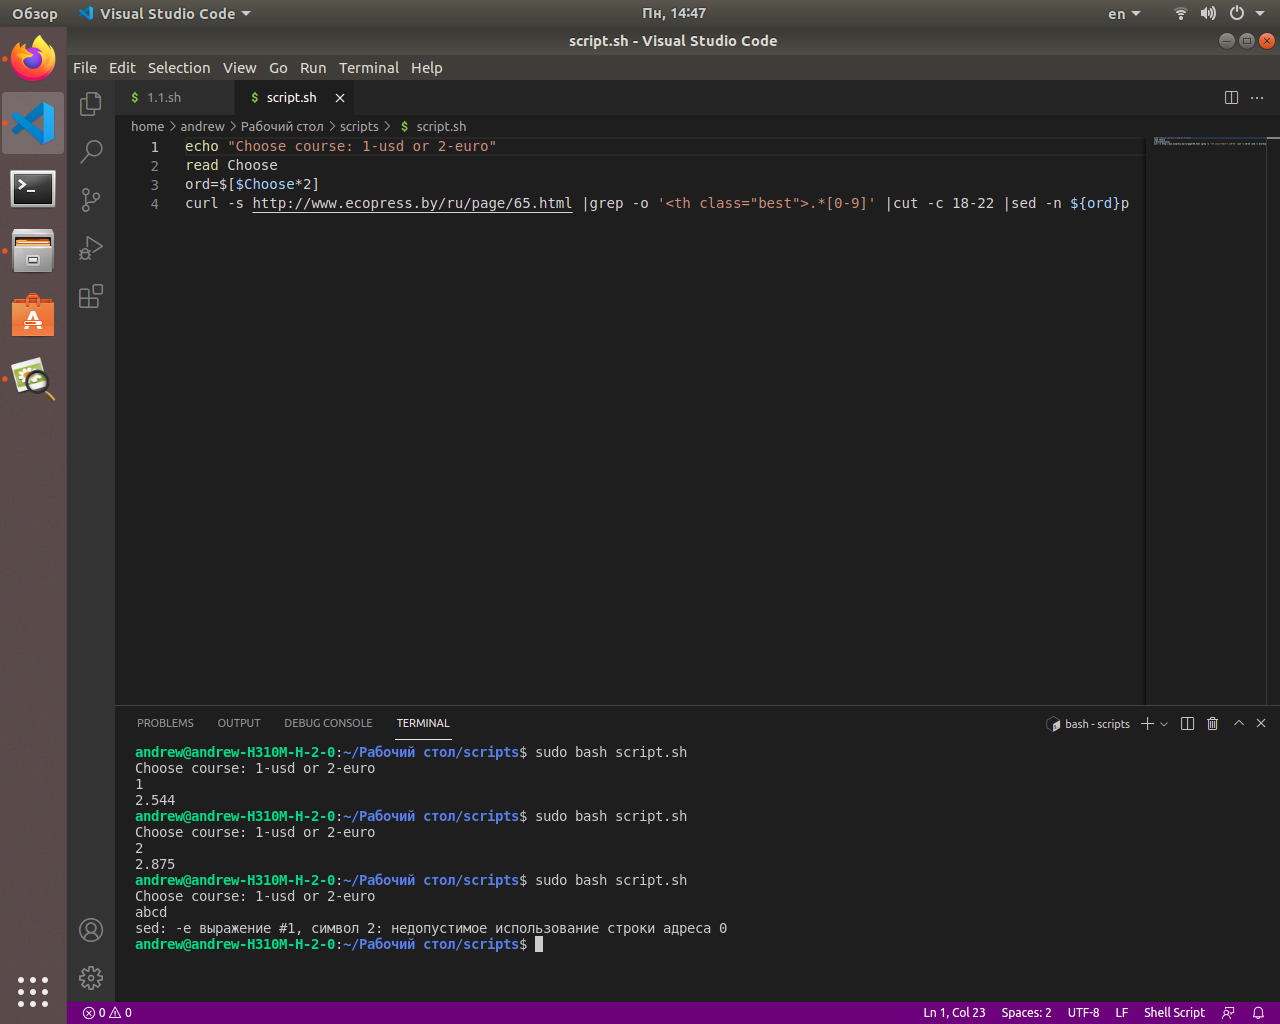 Обзор Visual Studio Code Пн, 14:47 en
script.sh - Visual Studio Code
File Edit Selection View Go Run Terminal Help
$ 1.1.sh $ script.sh
home > andrew > Рабочий стол > scripts > $ script.sh
1 echo "Choose course: 1-usd or 2-euro"
2 read Choose
3 ord=$[$Choose*2]
4 curl -s http://www.ecopress.by/ru/page/65.html |grep -o '<th class="best">.*[0-9]' |cut -c 18-22 |sed -n ${ord}p
PROBLEMS OUTPUT DEBUG CONSOLE TERMINAL bash - scripts
andrew@andrew-H310M-H-2-0:~/Рабочий стол/scripts$ sudo bash script.sh
Choose course: 1-usd or 2-euro
1
2.544
andrew@andrew-H310M-H-2-0:~/Рабочий стол/scripts$ sudo bash script.sh
Choose course: 1-usd or 2-euro
2
2.875
andrew@andrew-H310M-H-2-0:~/Рабочий стол/scripts$ sudo bash script.sh
Choose course: 1-usd or 2-euro
abcd
sed: -e выражение #1, символ 2: недопустимое использование строки адреса 0
andrew@andrew-H310M-H-2-0:~/Рабочий стол/scripts$
0 0 Ln 1, Col 23 Spaces: 2 UTF-8 LF Shell Script